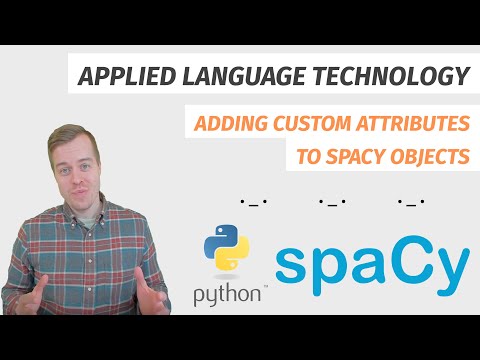 APPLIED LANGUAGE TECHNOLOGY
ADDING CUSTOM ATTRIBUTES
TO SPACY OBJECTS
._. ._. ._.
python™ spaCy